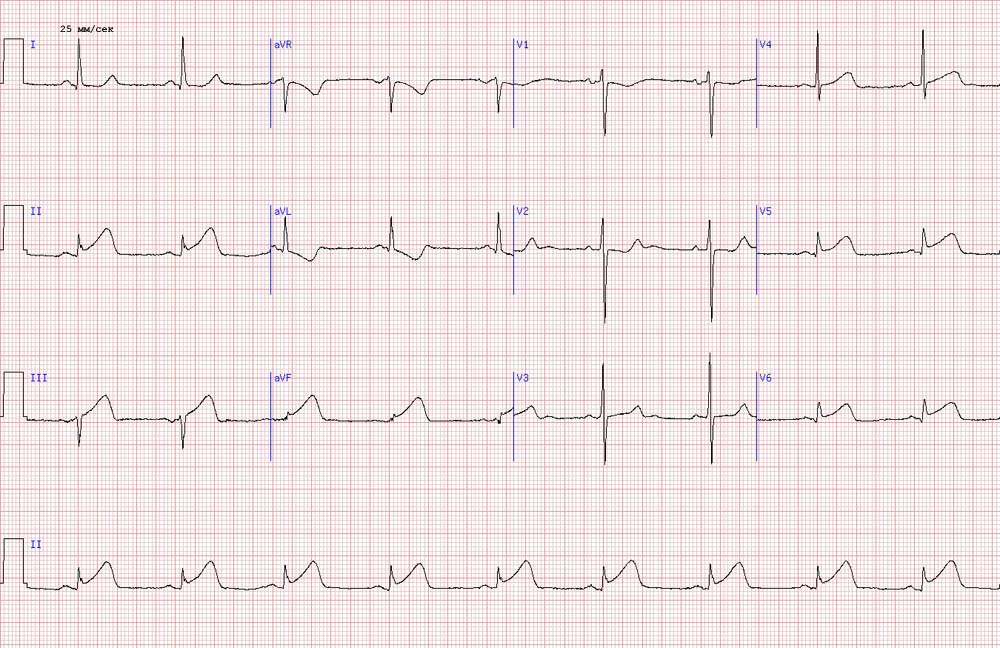 25 мм/сек
I aVR V1 V4
II aVL V2 V5
III aVF V3 V6
II